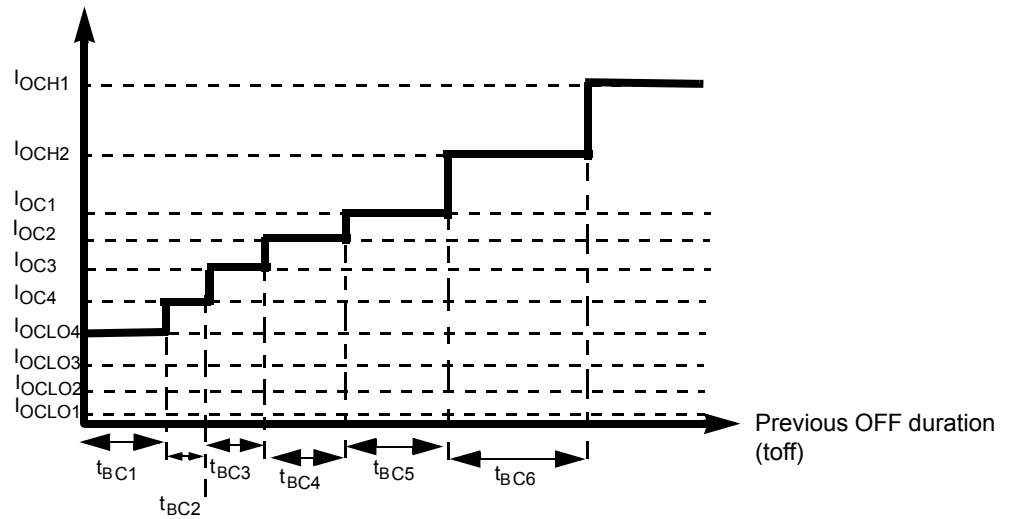 IOCH1
IOCH2
IOC1
IOC2
IOC3
IOC4
IOCLO4
IOCLO3
IOCLO2
IOCLO1
Previous OFF duration
(toff)
tBC1
tBC2
tBC3
tBC4
tBC5
tBC6